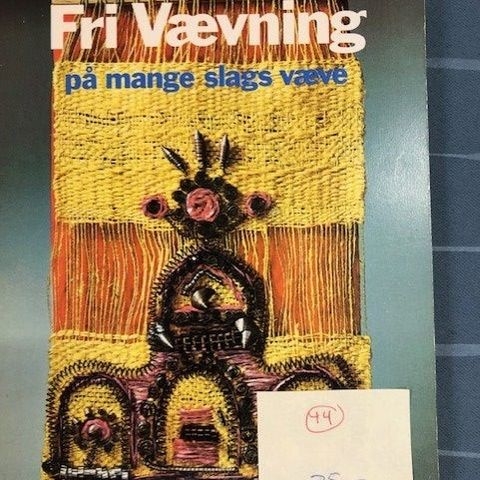 Fri Vævning
på mange slags væve
44